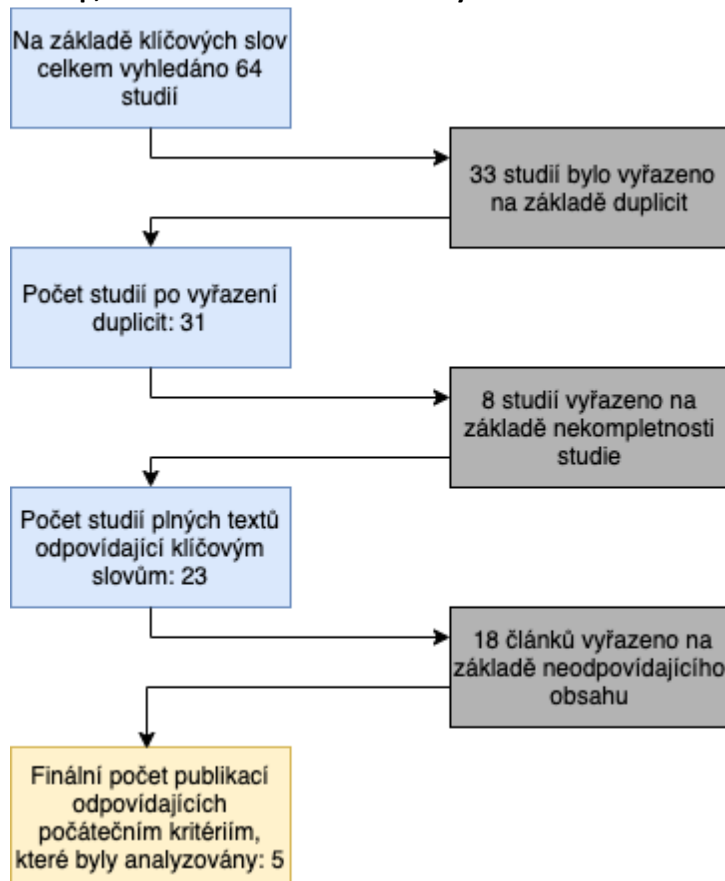 Na základě klíčových slov
celkem vyhledáno 64
studií
33 studií bylo vyřazeno
na základě duplicit
Počet studií po vyřazení
duplicit: 31
8 studií vyřazeno na
základě nekompletnosti
studie
Počet studií plných textů
odpovídající klíčovým
slovům: 23
18 článků vyřazeno na
základě neodpovídajícího
obsahu
Finální počet publikací
odpovídajících
počátečním kritériím,
které byly analyzovány: 5